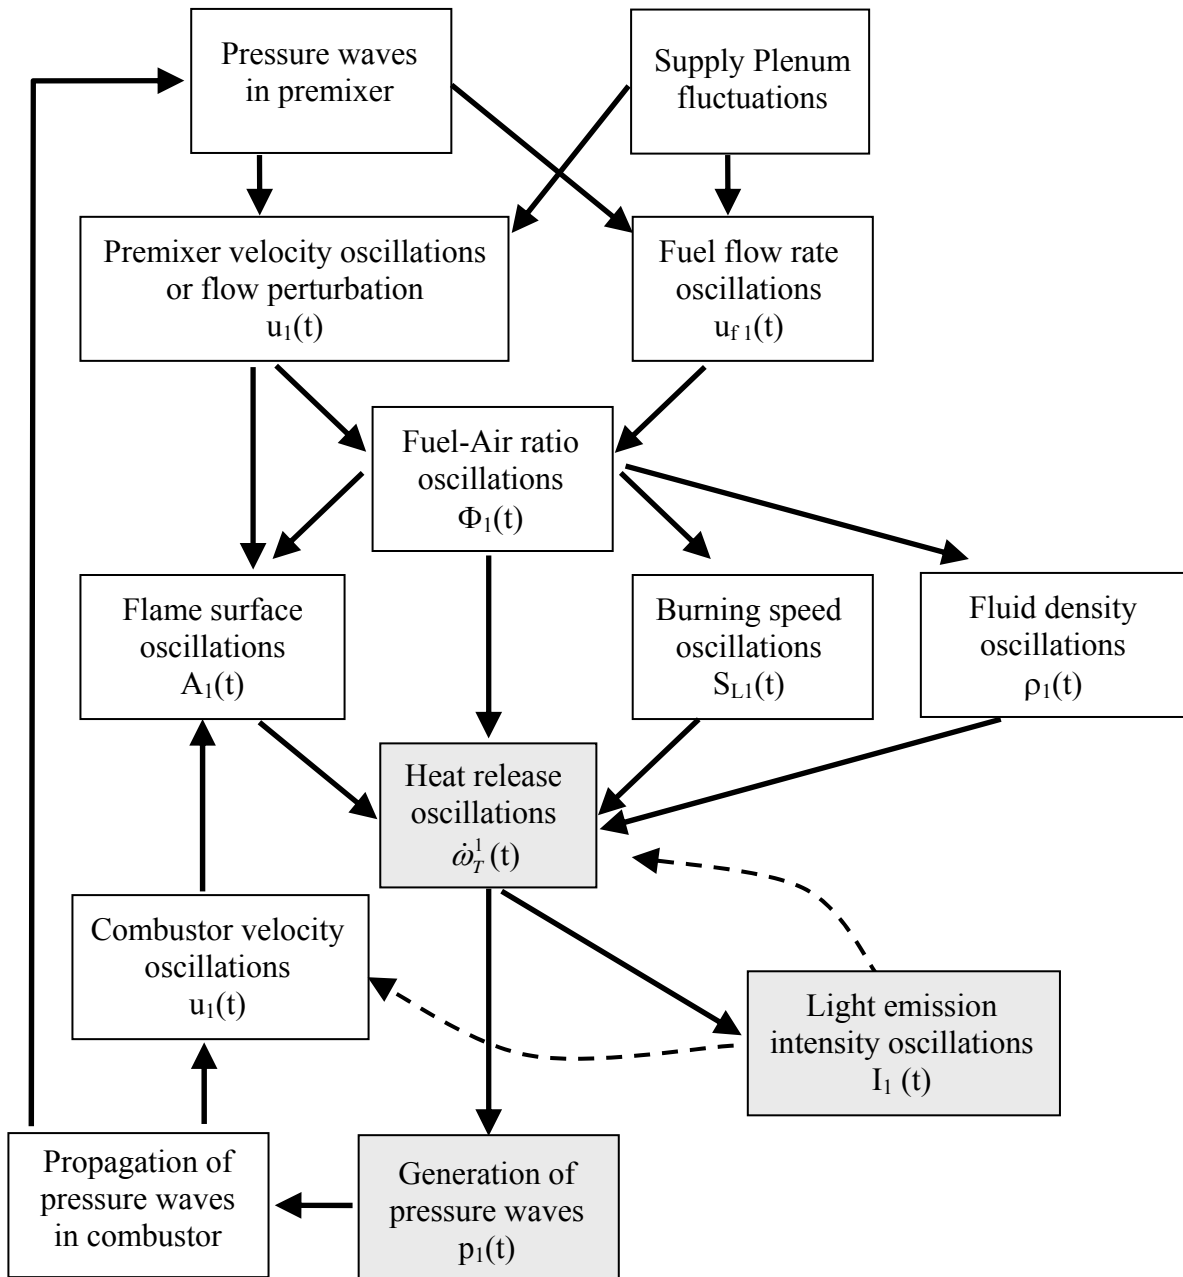 Pressure waves
in premixer
Supply Plenum
fluctuations
Premixer velocity oscillations
or flow perturbation
u₁(t)
Fuel flow rate
oscillations
u_f ₁(t)
Fuel-Air ratio
oscillations
Φ₁(t)
Flame surface
oscillations
A₁(t)
Burning speed
oscillations
S_L₁(t)
Fluid density
oscillations
ρ₁(t)
Heat release
oscillations
ω̇_T¹(t)
Combustor velocity
oscillations
u₁(t)
Light emission
intensity oscillations
I₁ (t)
Propagation of
pressure waves
in combustor
Generation of
pressure waves
p₁(t)